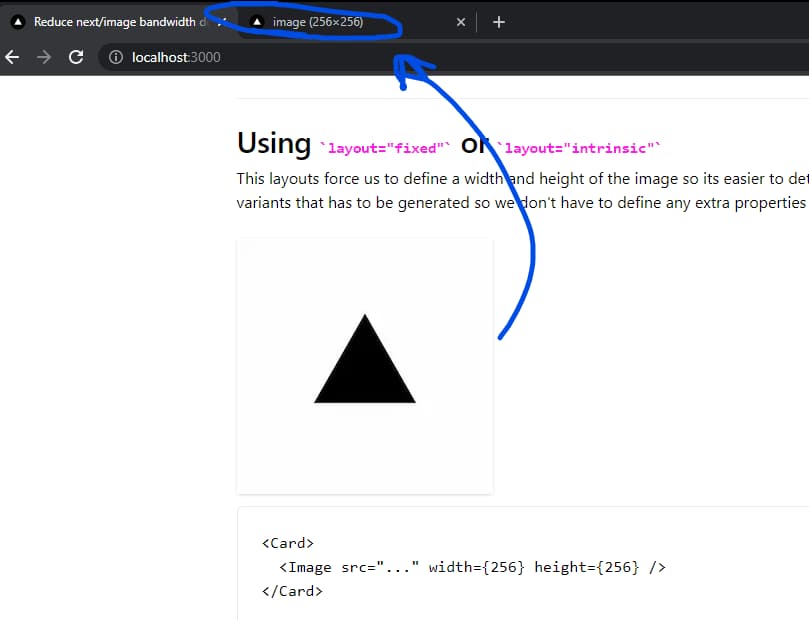 Reduce next/image bandwidth
image (256×256)
localhost:3000
Using `layout="fixed"` or `layout="intrinsic"`
This layouts force us to define a width and height of the image so its easier to
variants that has to be generated so we don't have to define any extra properties
<Card>
<Image src="..." width={256} height={256} />
</Card>